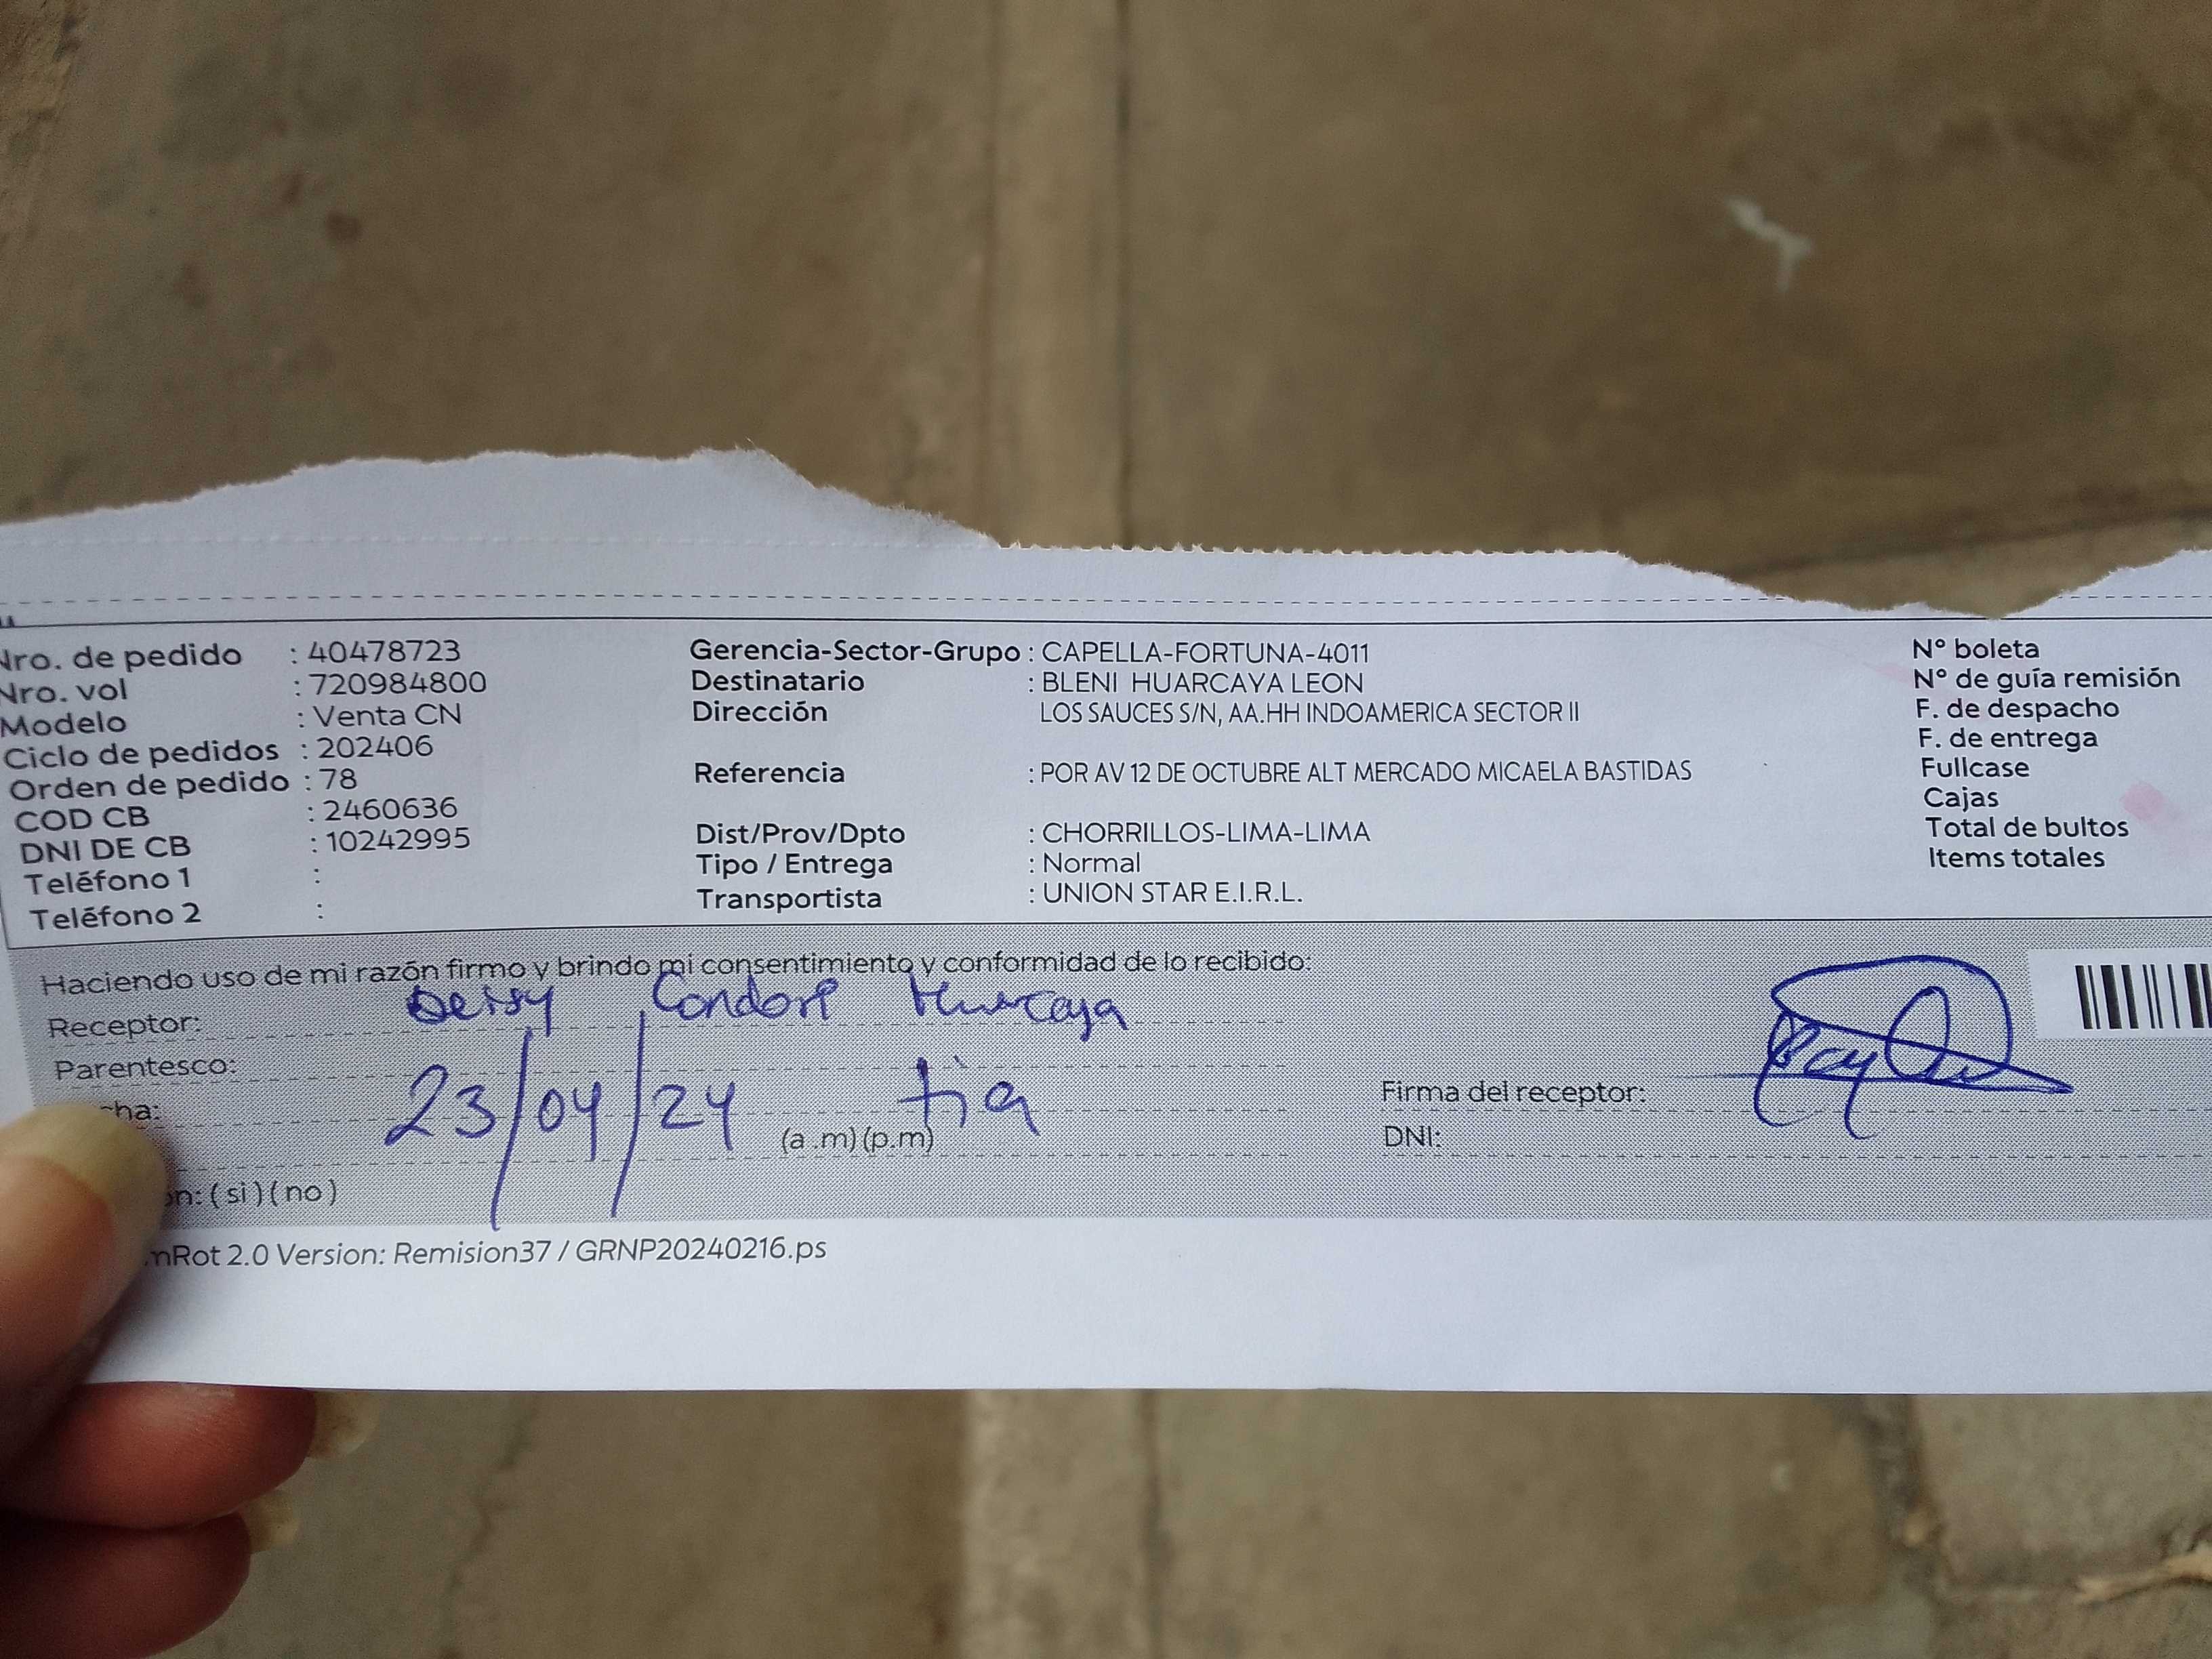 Nro. de pedido : 40478723
Nro. vol : 720984800
Modelo : Venta CN
Ciclo de pedidos : 202406
Orden de pedido : 78
COD CB : 2460636
DNI DE CB : 10242995
Teléfono 1 :
Teléfono 2 :
Gerencia-Sector-Grupo : CAPELLA-FORTUNA-4011
Destinatario : BLENI HUARCAYA LEON
Dirección LOS SAUCES S/N, AA.HH INDOAMERICA SECTOR II
Referencia : POR AV 12 DE OCTUBRE ALT MERCADO MICAELA BASTIDAS
Dist/Prov/Dpto : CHORRILLOS-LIMA-LIMA
Tipo / Entrega : Normal
Transportista : UNION STAR E.I.R.L.
N° boleta
N° de guía remisión
F. de despacho
F. de entrega
Fullcase
Cajas
Total de bultos
Items totales
Haciendo uso de mi razón firmo y brindo mi consentimiento y conformidad de lo recibido:
Receptor: Deisy Condori Huarcaya
Parentesco: tia
ha: 23/04/24 (a .m) (p.m)
ón: ( si ) ( no )
Firma del receptor:
DNI:
mRot 2.0 Version: Remision37 / GRNP20240216.ps